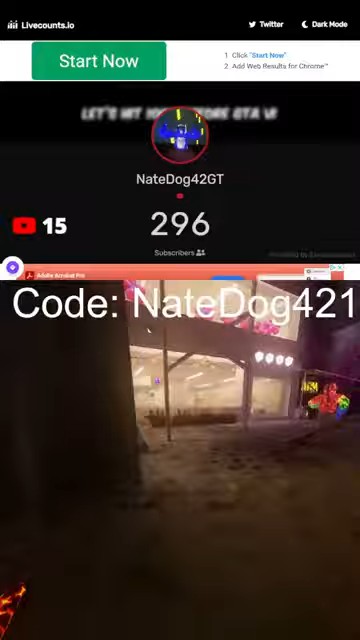 Livecounts.io
Twitter
Dark Mode
Start Now
1. Click "Start Now"
2. Add Web Results for Chrome™
NateDog42GT
15
296
Subscribers
Adobe Acrobat Pro
Code: NateDog421